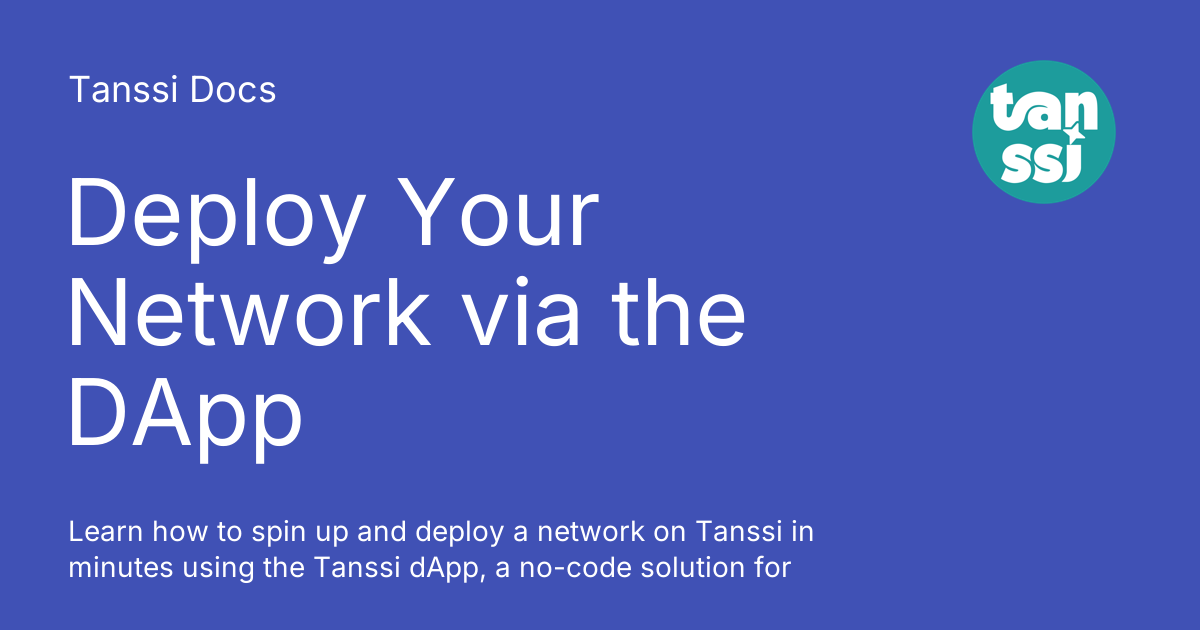 Tanssi Docs
tan
ssi
Deploy Your
Network via the
DApp
Learn how to spin up and deploy a network on Tanssi in
minutes using the Tanssi dApp, a no-code solution for